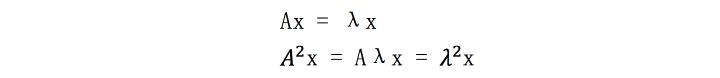 Ax = λx
A²x = Aλx = λ²x